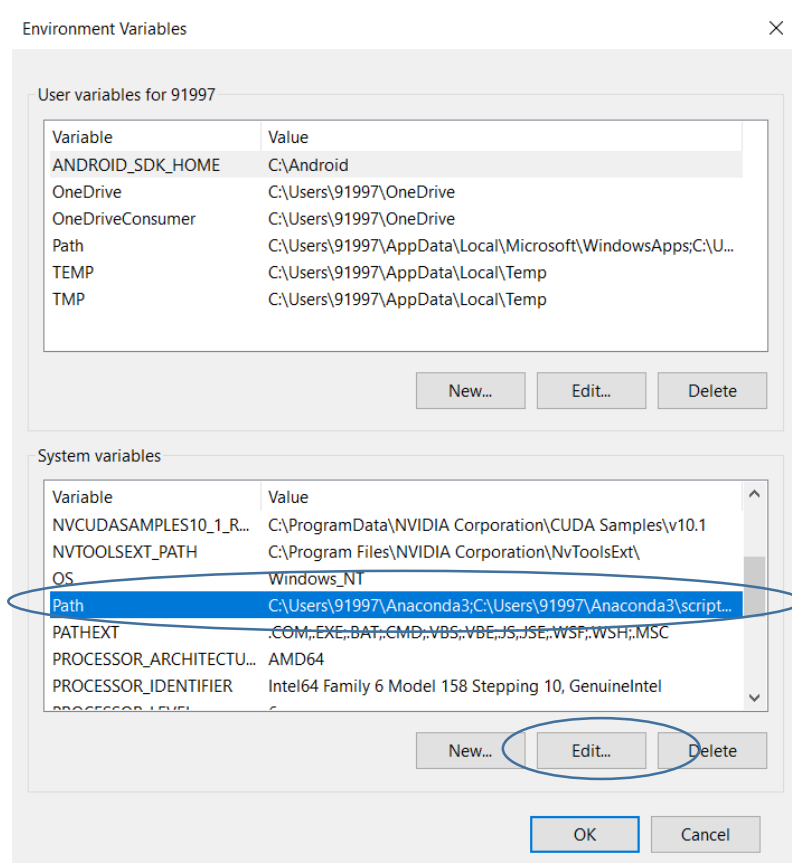 Environment Variables
User variables for 91997
Variable Value
ANDROID_SDK_HOME C:\Android
OneDrive C:\Users\91997\OneDrive
OneDriveConsumer C:\Users\91997\OneDrive
Path C:\Users\91997\AppData\Local\Microsoft\WindowsApps;C:\U...
TEMP C:\Users\91997\AppData\Local\Temp
TMP C:\Users\91997\AppData\Local\Temp
New... Edit... Delete
System variables
Variable Value
NVCUDASAMPLES10_1_R... C:\ProgramData\NVIDIA Corporation\CUDA Samples\v10.1
NVTOOLSEXT_PATH C:\Program Files\NVIDIA Corporation\NvToolsExt\
OS Windows_NT
Path C:\Users\91997\Anaconda3;C:\Users\91997\Anaconda3\script...
PATHEXT .COM;.EXE;.BAT;.CMD;.VBS;.VBE;.JS;.JSE;.WSF;.WSH;.MSC
PROCESSOR_ARCHITECTU... AMD64
PROCESSOR_IDENTIFIER Intel64 Family 6 Model 158 Stepping 10, GenuineIntel
New... Edit... Delete
OK Cancel